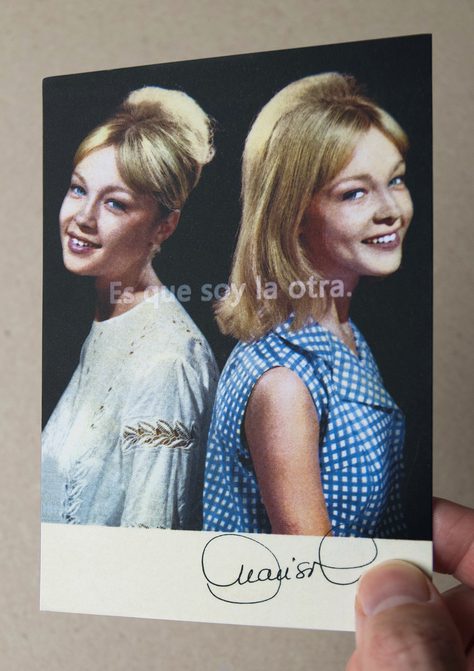 Es que soy la otra.
Marisol